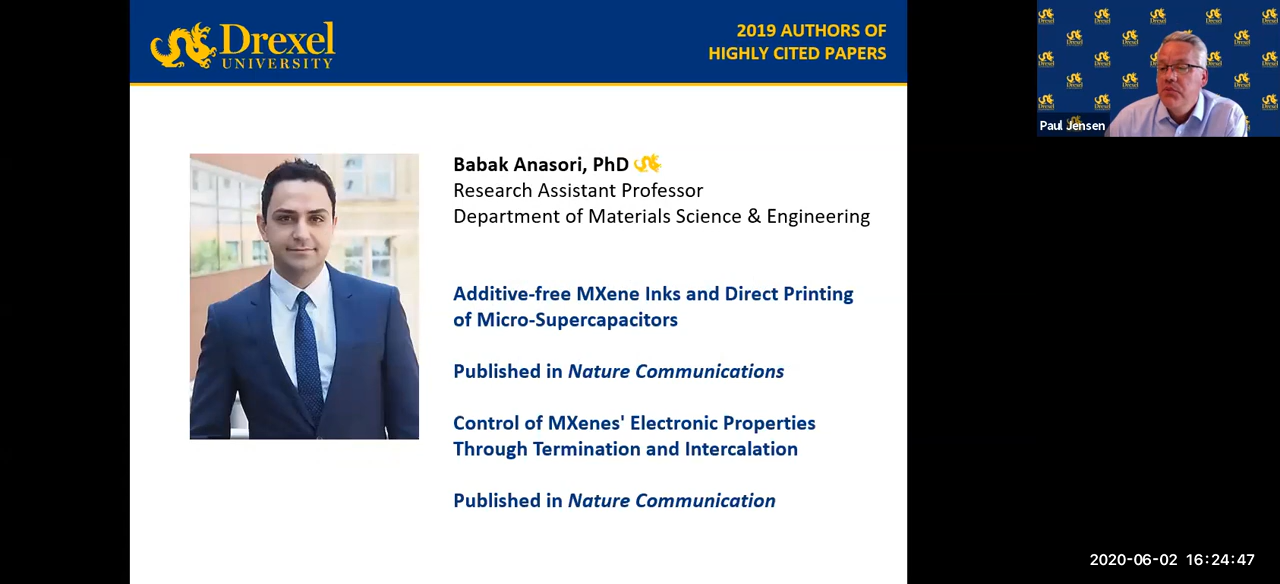 Drexel
UNIVERSITY
2019 AUTHORS OF
HIGHLY CITED PAPERS
Paul Jensen
Babak Anasori, PhD
Research Assistant Professor
Department of Materials Science & Engineering
Additive-free MXene Inks and Direct Printing
of Micro-Supercapacitors
Published in Nature Communications
Control of MXenes' Electronic Properties
Through Termination and Intercalation
Published in Nature Communication
2020-06-02 16:24:47